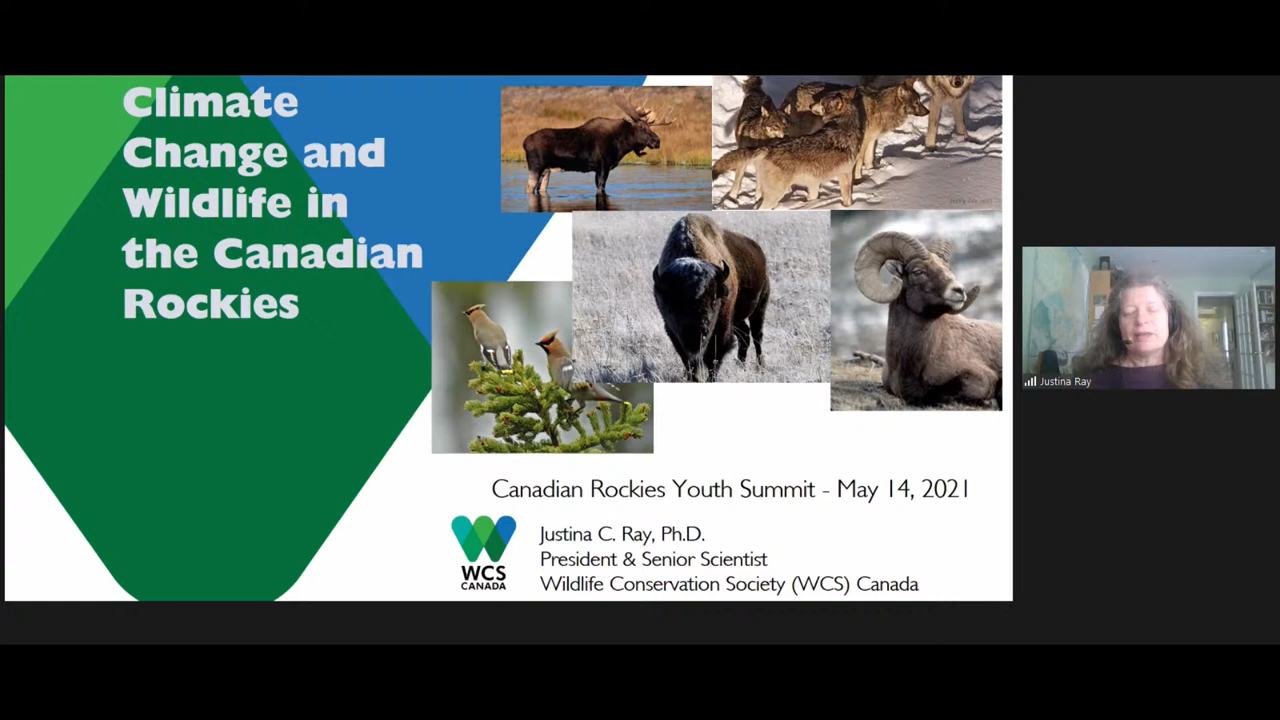 Climate
Change and
Wildlife in
the Canadian
Rockies
Canadian Rockies Youth Summit - May 14, 2021
WCS
CANADA
Justina C. Ray, Ph.D.
President & Senior Scientist
Wildlife Conservation Society (WCS) Canada
Justina Ray